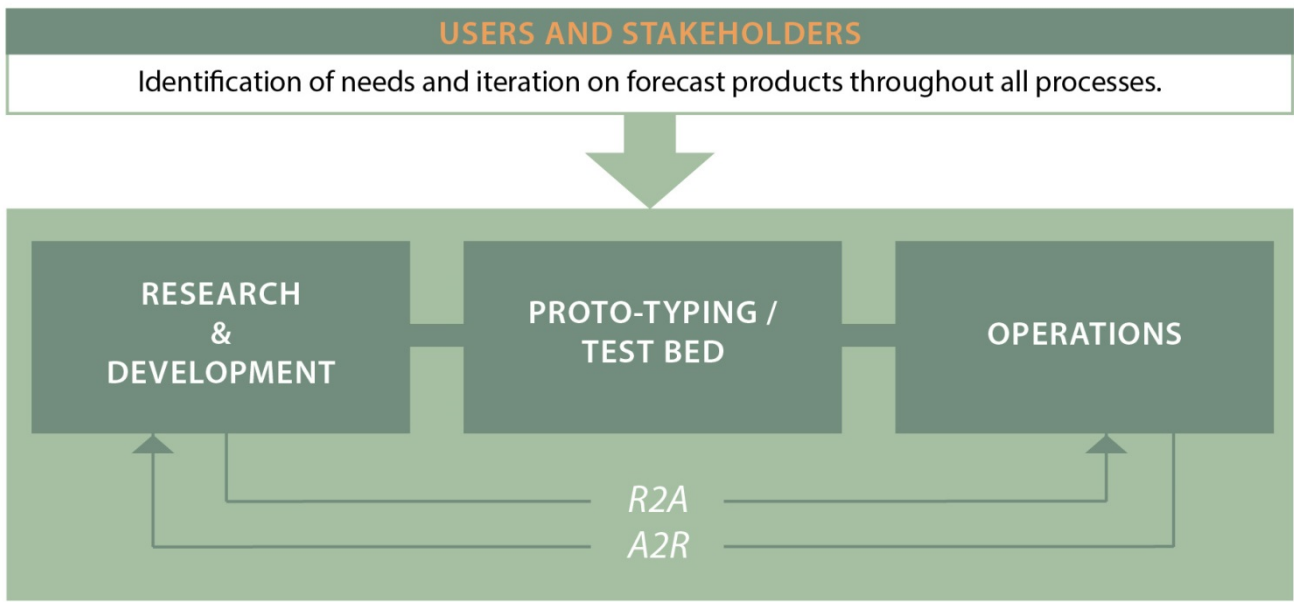 USERS AND STAKEHOLDERS
Identification of needs and iteration on forecast products throughout all processes.
RESEARCH
&
DEVELOPMENT
PROTO-TYPING /
TEST BED
OPERATIONS
R2A
A2R